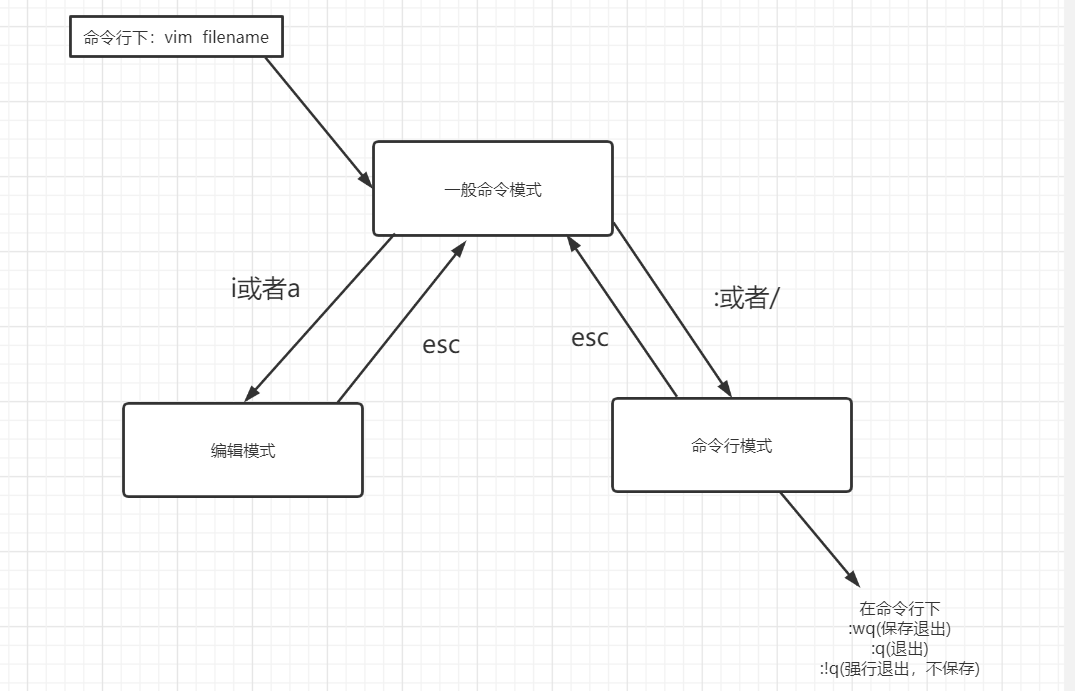 命令行下：vim  filename
一般命令模式
i或者a
:或者/
esc
esc
编辑模式
命令行模式
在命令行下
:wq(保存退出)
:q(退出)
:!q(强行退出，不保存)